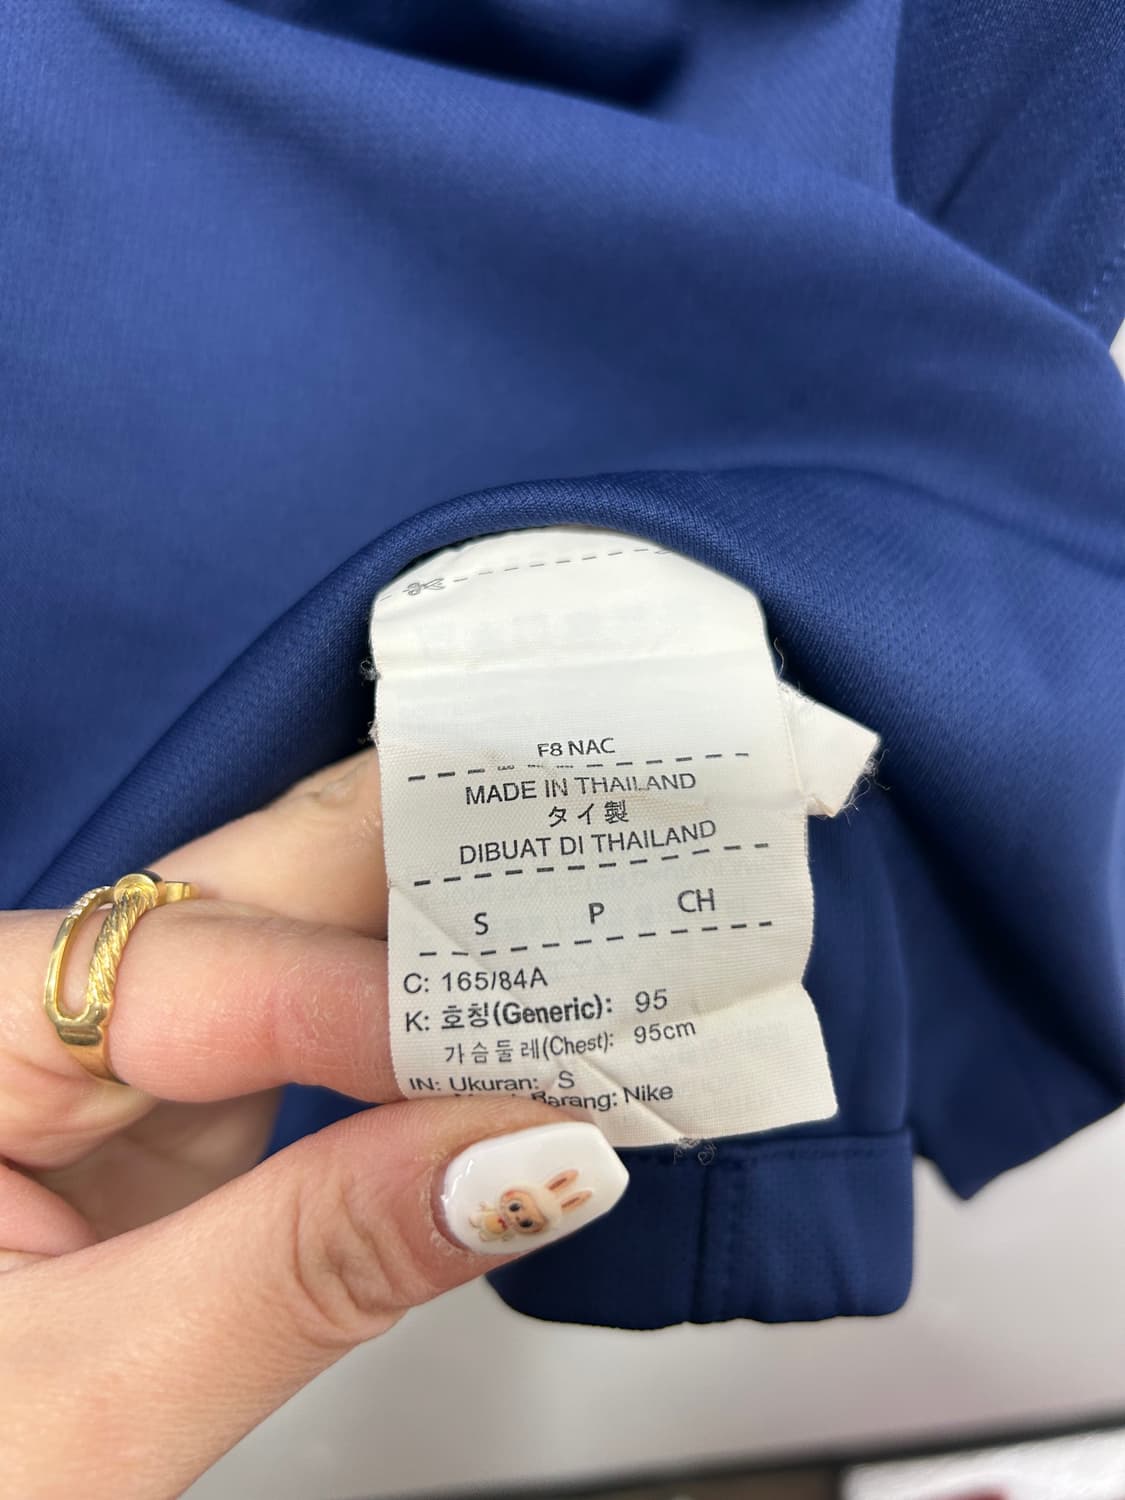 F8 NAC
MADE IN THAILAND
タイ製
DIBUAT DI THAILAND
S P CH
C: 165/84A
K: 호칭(Generic): 95
가슴둘레(Chest): 95cm
IN: Ukuran: S
Barang: Nike